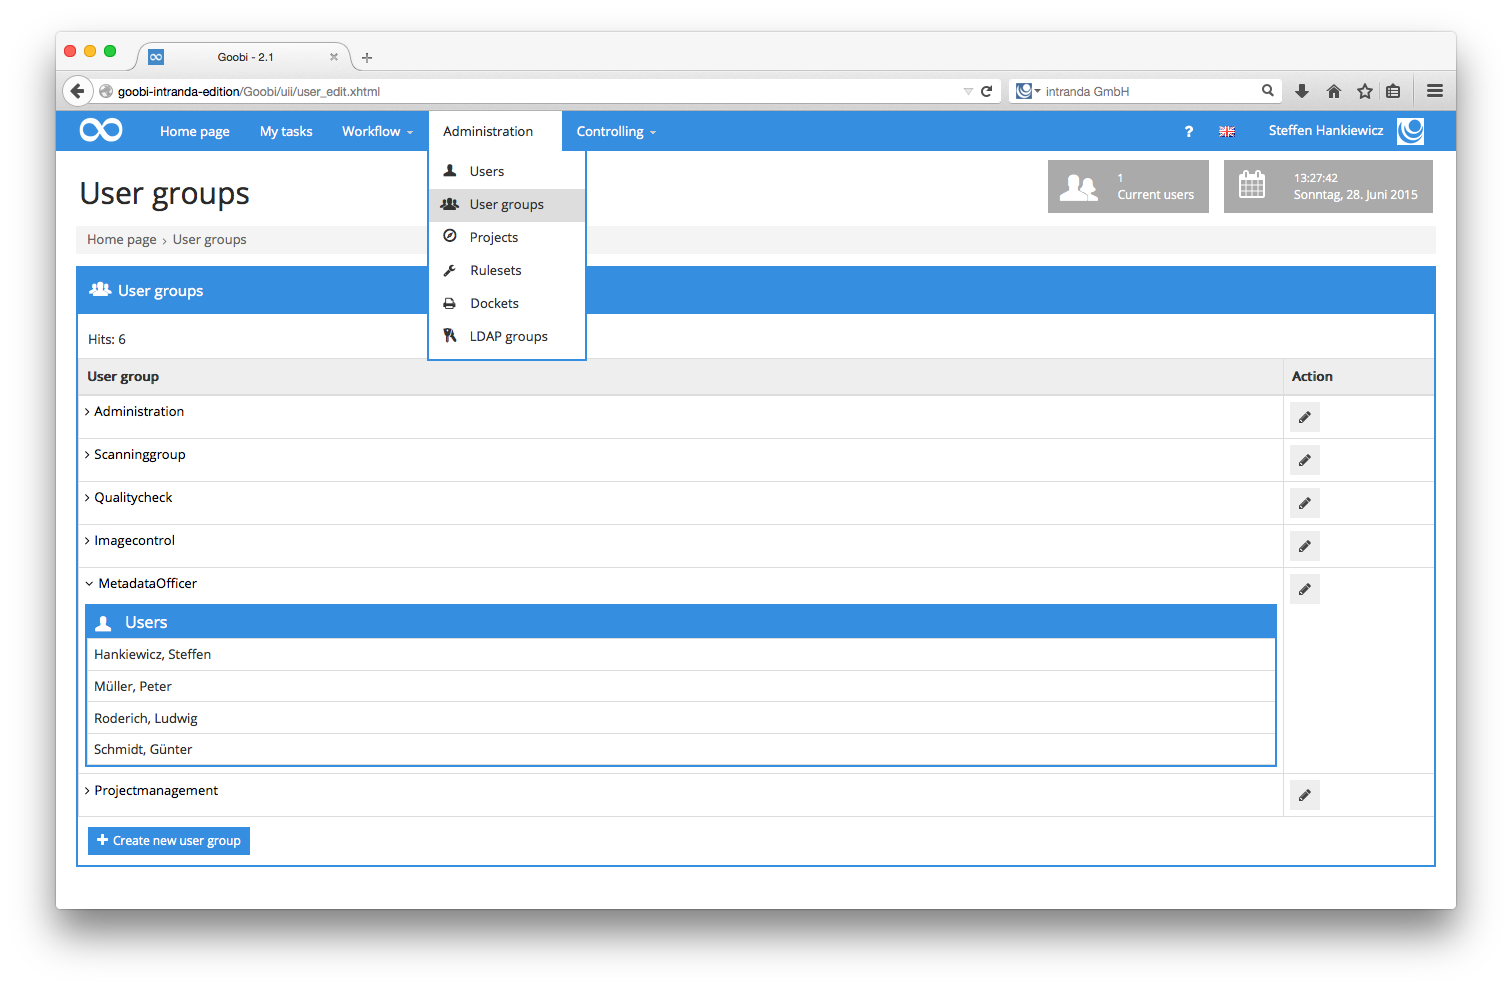 Goobi - 2.1
goobi-intranda-edition/Goobi/uii/user_edit.xhtml
intranda GmbH
Home page
My tasks
Workflow
Administration
Controlling
?
Steffen Hankiewicz
Users
User groups
Projects
Rulesets
Dockets
LDAP groups
User groups
1
Current users
13:27:42
Sonntag, 28. Juni 2015
Home page › User groups
User groups
Hits: 6
User group
Action
Administration
Scanninggroup
Qualitycheck
Imagecontrol
MetadataOfficer
Users
Hankiewicz, Steffen
Müller, Peter
Roderich, Ludwig
Schmidt, Günter
Projectmanagement
Create new user group